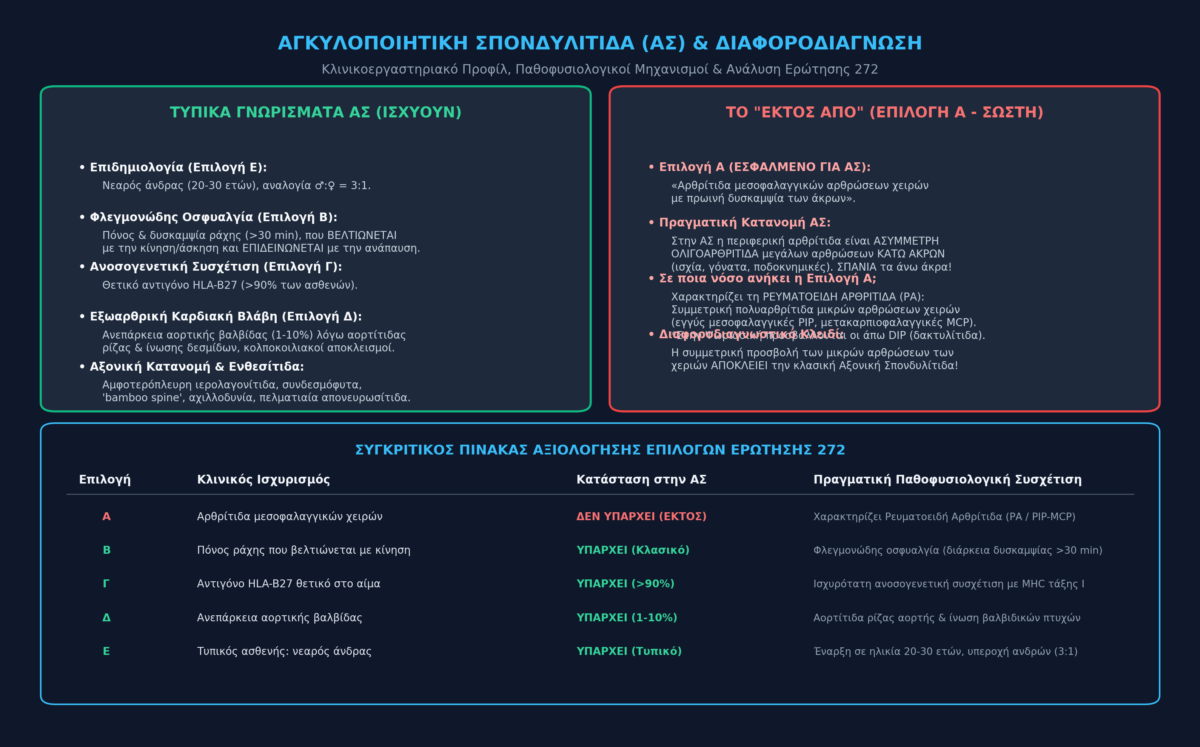 ΑΓΚΥΛΟΠΟΙΗΤΙΚΗ ΣΠΟΝΔΥΛΙΤΙΔΑ (ΑΣ) & ΔΙΑΦΟΡΟΔΙΑΓΝΩΣΗ
Κλινικοεργαστηριακό Προφίλ, Παθοφυσιολογικοί Μηχανισμοί & Ανάλυση Ερώτησης 272
ΤΥΠΙΚΑ ΓΝΩΡΙΣΜΑΤΑ ΑΣ (ΙΣΧΥΟΥΝ)
• Επιδημιολογία (Επιλογή Ε):
Νεαρός άνδρας (20-30 ετών), αναλογία ♂:♀ = 3:1.
• Φλεγμονώδης Οσφυαλγία (Επιλογή Β):
Πόνος & δυσκαμψία ράχης (>30 min), που ΒΕΛΤΙΩΝΕΤΑΙ
με την κίνηση/άσκηση και ΕΠΙΔΕΙΝΩΝΕΤΑΙ με την ανάπαυση.
• Ανοσογενετική Συσχέτιση (Επιλογή Γ):
Θετικό αντιγόνο HLA-B27 (>90% των ασθενών).
• Εξωαρθρική Καρδιακή Βλάβη (Επιλογή Δ):
Ανεπάρκεια αορτικής βαλβίδας (1-10%) λόγω αορτίτιδας
ρίζας & ίνωσης δεσμίδων, κολποκοιλιακοί αποκλεισμοί.
• Αξονική Κατανομή & Ενθεσίτιδα:
Αμφοτερόπλευρη ιερολαγονίτιδα, συνδεσμόφυτα,
'bamboo spine', αχιλλοδυνία, πελματιαία απονευρωσίτιδα.
ΤΟ "ΕΚΤΟΣ ΑΠΟ" (ΕΠΙΛΟΓΗ Α - ΣΩΣΤΗ)
• Επιλογή Α (ΕΣΦΑΛΜΕΝΟ ΓΙΑ ΑΣ):
«Αρθρίτιδα μεσοφαλαγγικών αρθρώσεων χειρών
με πρωινή δυσκαμψία των άκρων».
• Πραγματική Κατανομή ΑΣ:
Στην ΑΣ η περιφερική αρθρίτιδα είναι ΑΣΥΜΜΕΤΡΗ
ΟΛΙΓΟΑΡΘΡΙΤΙΔΑ μεγάλων αρθρώσεων ΚΑΤΩ ΑΚΡΩΝ
(ισχία, γόνατα, ποδοκνημικές). ΣΠΑΝΙΑ τα άνω άκρα!
• Σε ποια νόσο ανήκει η Επιλογή Α;
Χαρακτηρίζει τη ΡΕΥΜΑΤΟΕΙΔΗ ΑΡΘΡΙΤΙΔΑ (ΡΑ):
Συμμετρική πολυαρθρίτιδα μικρών αρθρώσεων χειρών
(εγγύς μεσοφαλαγγικές PIP, μετακαρπιοφαλαγγικές MCP).
προσβάλλονται οι άπω DIP (δακτυλίτιδα).
• Διαφοροδιαγνωστικό Κλειδί:
Η συμμετρική προσβολή των μικρών αρθρώσεων των
χεριών ΑΠΟΚΛΕΙΕΙ την κλασική Αξονική Σπονδυλίτιδα!
ΣΥΓΚΡΙΤΙΚΟΣ ΠΙΝΑΚΑΣ ΑΞΙΟΛΟΓΗΣΗΣ ΕΠΙΛΟΓΩΝ ΕΡΩΤΗΣΗΣ 272
Επιλογή Κλινικός Ισχυρισμός Κατάσταση στην ΑΣ Πραγματική Παθοφυσιολογική Συσχέτιση
Α Αρθρίτιδα μεσοφαλαγγικών χειρών ΔΕΝ ΥΠΑΡΧΕΙ (ΕΚΤΟΣ) Χαρακτηρίζει Ρευματοειδή Αρθρίτιδα (ΡΑ / PIP-MCP)
Β Πόνος ράχης που βελτιώνεται με κίνηση ΥΠΑΡΧΕΙ (Κλασικό) Φλεγμονώδης οσφυαλγία (διάρκεια δυσκαμψίας >30 min)
Γ Αντιγόνο HLA-B27 θετικό στο αίμα ΥΠΑΡΧΕΙ (>90%) Ισχυρότατη ανοσογενετική συσχέτιση με MHC τάξης I
Δ Ανεπάρκεια αορτικής βαλβίδας ΥΠΑΡΧΕΙ (1-10%) Αορτίτιδα ρίζας αορτής & ίνωση βαλβιδικών πτυχών
Ε Τυπικός ασθενής: νεαρός άνδρας ΥΠΑΡΧΕΙ (Τυπικό) Έναρξη σε ηλικία 20-30 ετών, υπεροχή ανδρών (3:1)